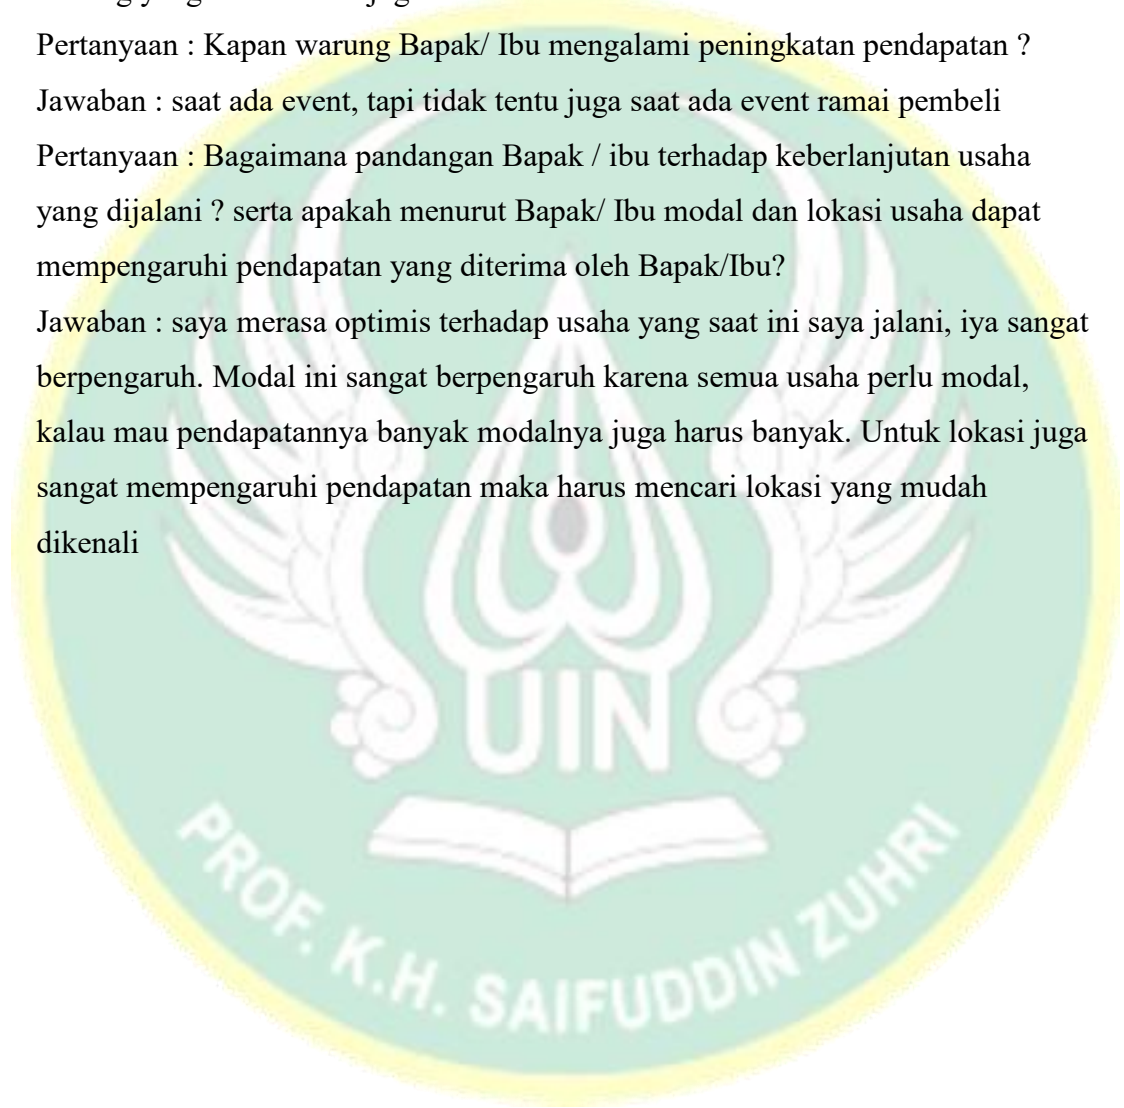 Pertanyaan : Kapan warung Bapak/ Ibu mengalami peningkatan pendapatan ?
Jawaban : saat ada event, tapi tidak tentu juga saat ada event ramai pembeli
Pertanyaan : Bagaimana pandangan Bapak / ibu terhadap keberlanjutan usaha
yang dijalani ? serta apakah menurut Bapak/ Ibu modal dan lokasi usaha dapat
mempengaruhi pendapatan yang diterima oleh Bapak/Ibu?
Jawaban : saya merasa optimis terhadap usaha yang saat ini saya jalani, iya sangat
berpengaruh. Modal ini sangat berpengaruh karena semua usaha perlu modal,
kalau mau pendapatannya banyak modalnya juga harus banyak. Untuk lokasi juga
sangat mempengaruhi pendapatan maka harus mencari lokasi yang mudah
dikenali
UIN
PROF. K.H. SAIFUDDIN ZUHRI